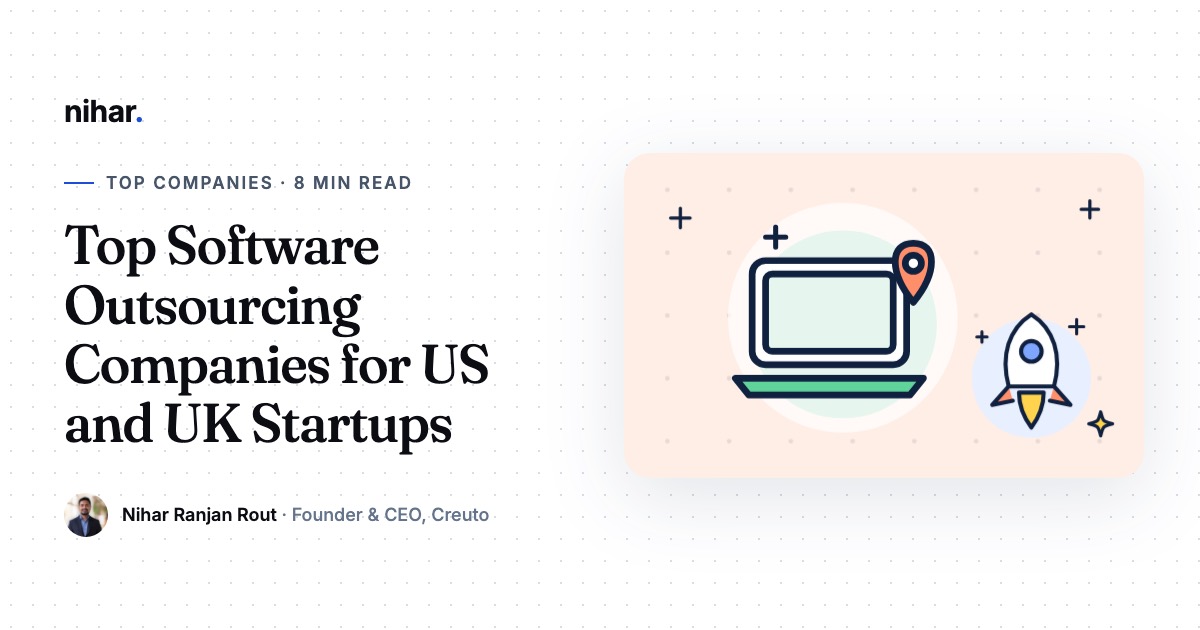 nihar.
TOP COMPANIES · 8 MIN READ
Top Software
Outsourcing
Companies for US
and UK Startups
Nihar Ranjan Rout · Founder & CEO, Creuto